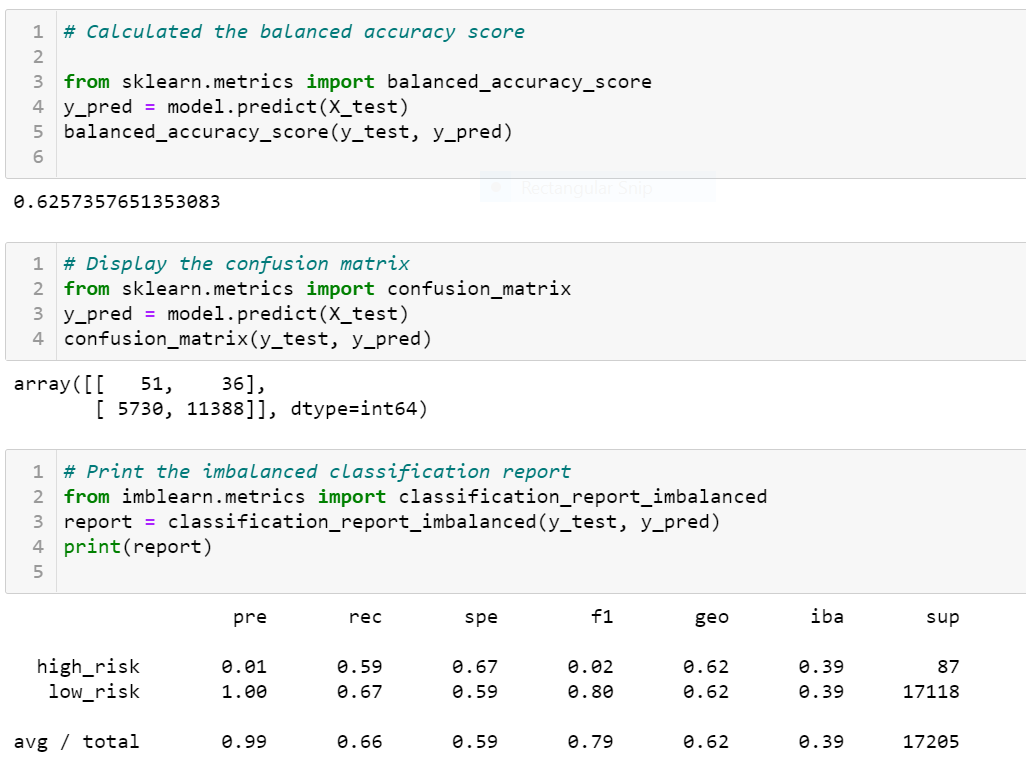 1 # Calculated the balanced accuracy score
2
3 from sklearn.metrics import balanced_accuracy_score
4 y_pred = model.predict(X_test)
5 balanced_accuracy_score(y_test, y_pred)
6
Rectangular Snip
0.6257357651353083
1 # Display the confusion matrix
2 from sklearn.metrics import confusion_matrix
3 y_pred = model.predict(X_test)
4 confusion_matrix(y_test, y_pred)
array([[   51,    36],
       [ 5730, 11388]], dtype=int64)
1 # Print the imbalanced classification report
2 from imblearn.metrics import classification_report_imbalanced
3 report = classification_report_imbalanced(y_test, y_pred)
4 print(report)
5
pre rec spe f1 geo iba sup
high_risk 0.01 0.59 0.67 0.02 0.62 0.39 87
low_risk 1.00 0.67 0.59 0.80 0.62 0.39 17118
avg / total 0.99 0.66 0.59 0.79 0.62 0.39 17205